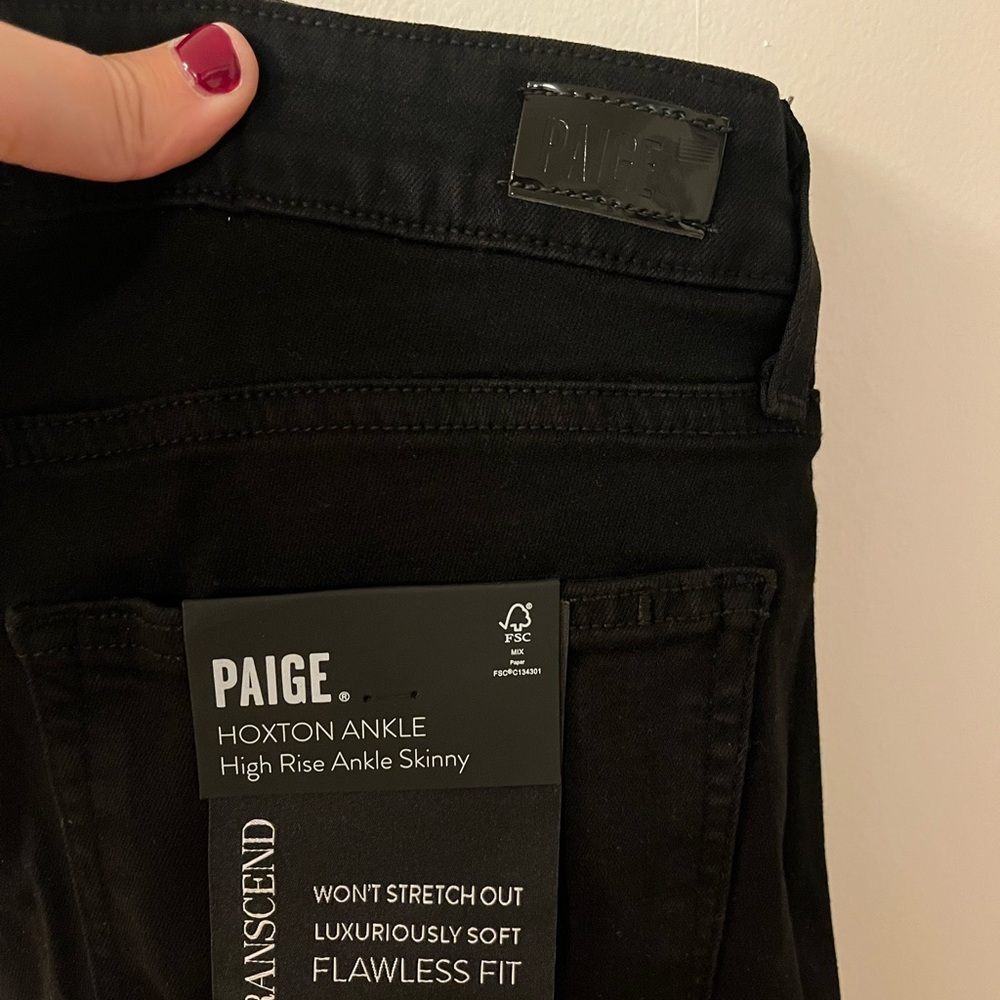 PAIGE
PAIGE®
HOXTON ANKLE
High Rise Ankle Skinny
FSC®
MIX
Paper
FSC®C134301
RANSCEND
WON'T STRETCH OUT
LUXURIOUSLY SOFT
FLAWLESS FIT